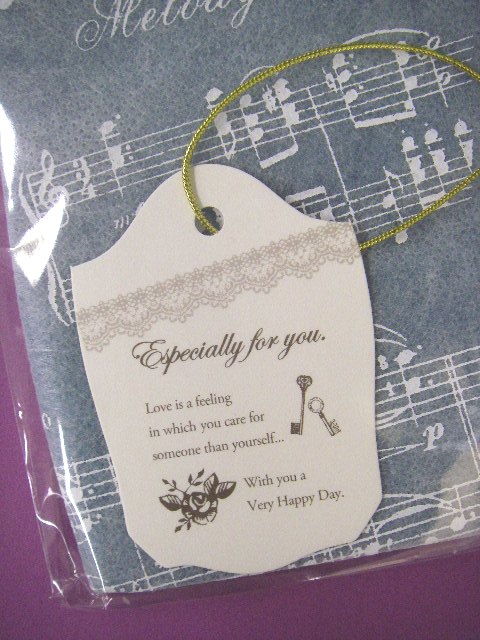 Melody
Especially for you.
Love is a feeling
in which you care for
someone than yourself...
With you a
Very Happy Day.
p